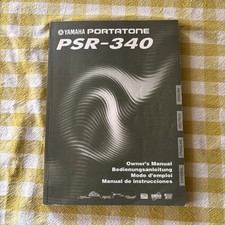 YAMAHA PORTATONE
PSR-340
Owner's Manual
Bedienungsanleitung
Mode d'emploi
Manual de instrucciones